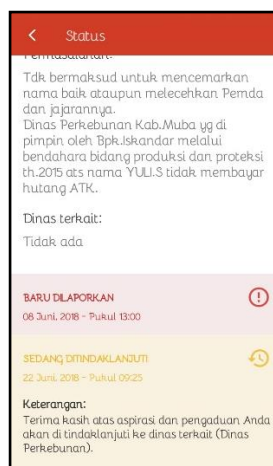 Status
Permasalahan:
Tdk bermaksud untuk mencemarkan
nama baik ataupun melecehkan Pemda
dan jajarannya.
Dinas Perkebunan Kab.Muba yg di
pimpin oleh Bpk.Iskandar melalui
bendahara bidang produksi dan proteksi
th.2015 ats nama YULI.S tidak membayar
hutang ATK..
Dinas terkait:
Tidak ada
BARU DILAPORKAN
08 Juni, 2018 - Pukul 13:00
SEDANG DITINDAKLANJUTI
22 Juni, 2018 - Pukul 09:25
Keterangan:
Terima kasih atas aspirasi dan pengaduan Anda
akan di tindaklanjuti ke dinas terkait (Dinas
Perkebunan).